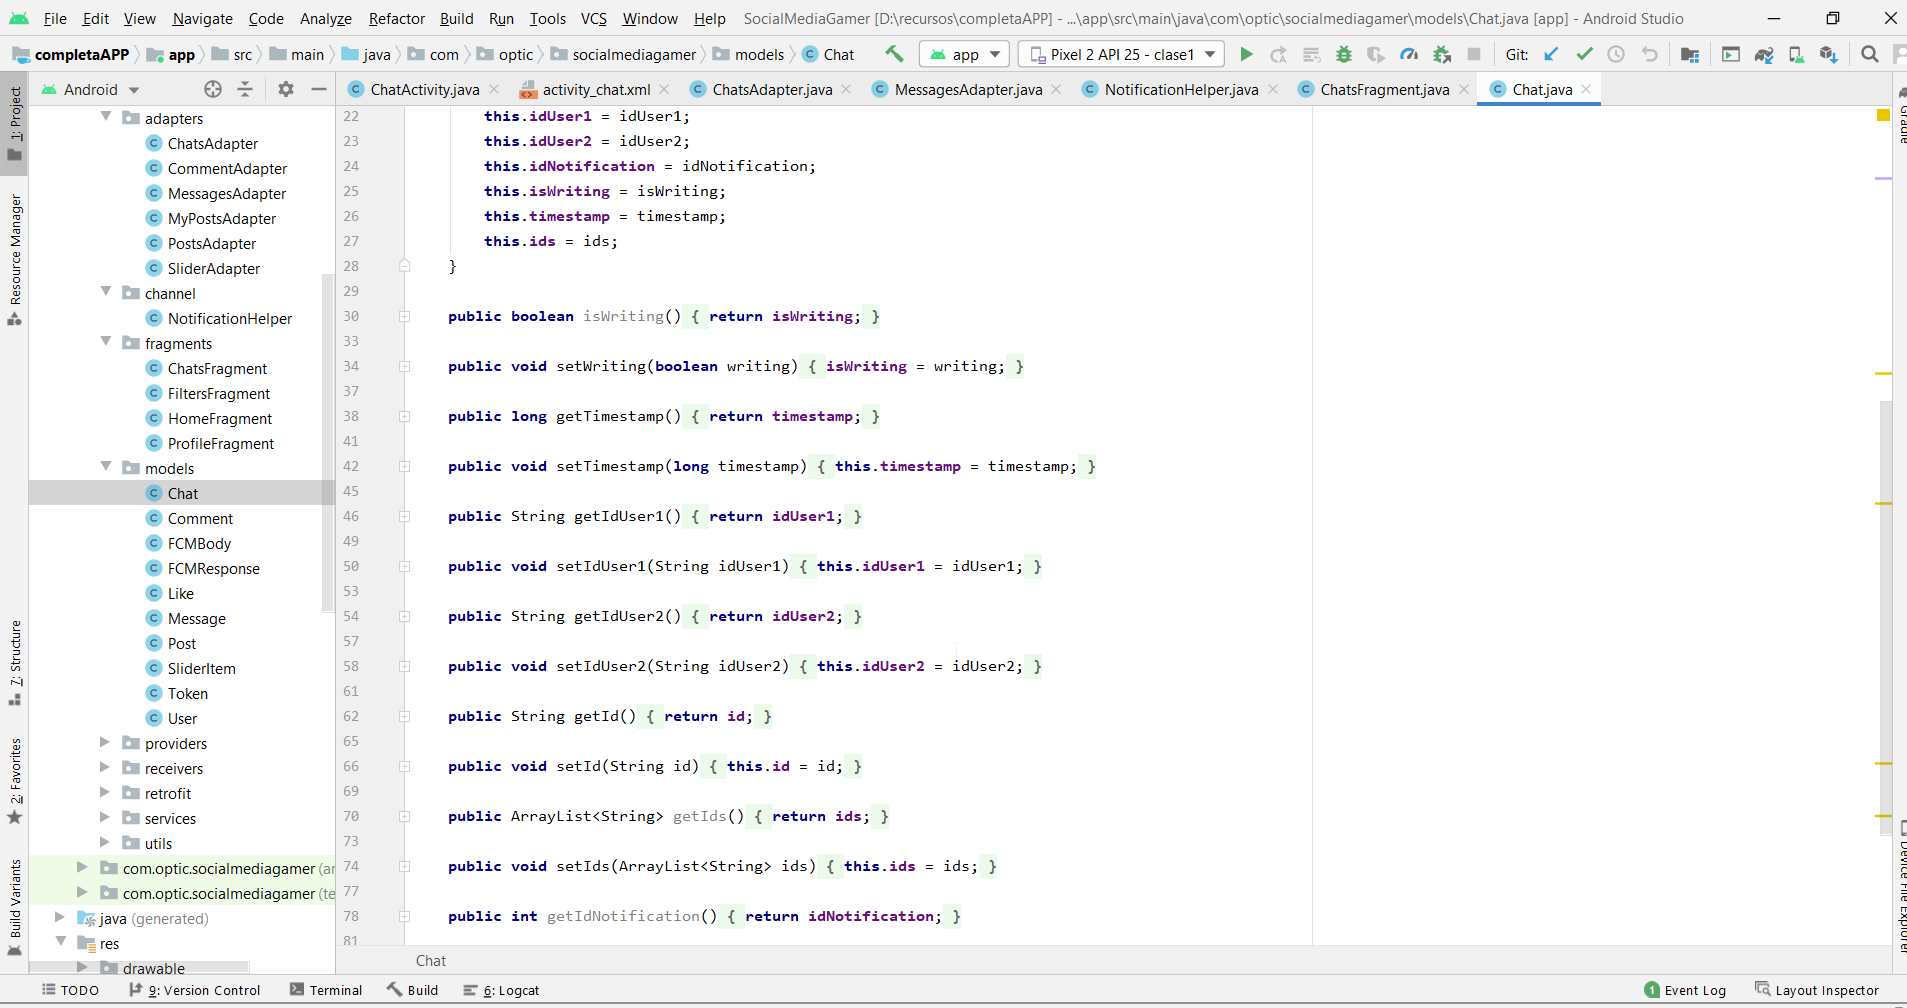 File Edit View Navigate Code Analyze Refactor Build Run Tools VCS Window Help SocialMediaGamer [D:\recursos\completaAPP] - ...\app\src\main\java\com\optic\socialmediagamer\models\Chat.java [app] - Android Studio
completaAPP app src main java com optic socialmediagamer models Chat app Pixel 2 API 25 - clase1 Git:
Android ChatActivity.java activity_chat.xml ChatsAdapter.java MessagesAdapter.java NotificationHelper.java ChatsFragment.java Chat.java
1: Project
Resource Manager
7: Structure
2: Favorites
Build Variants
adapters
ChatsAdapter
CommentAdapter
MessagesAdapter
MyPostsAdapter
PostsAdapter
SliderAdapter
channel
NotificationHelper
fragments
ChatsFragment
FiltersFragment
HomeFragment
ProfileFragment
models
Chat
Comment
FCMBody
FCMResponse
Like
Message
Post
SliderItem
Token
User
providers
receivers
retrofit
services
utils
com.optic.socialmediagamer (ar
com.optic.socialmediagamer (te
java (generated)
res
drawable
22 this.idUser1 = idUser1;
23 this.idUser2 = idUser2;
24 this.idNotification = idNotification;
25 this.isWriting = isWriting;
26 this.timestamp = timestamp;
27 this.ids = ids;
28 }
29
30 public boolean isWriting() { return isWriting; }
33
34 public void setWriting(boolean writing) { isWriting = writing; }
37
38 public long getTimestamp() { return timestamp; }
41
42 public void setTimestamp(long timestamp) { this.timestamp = timestamp; }
45
46 public String getIdUser1() { return idUser1; }
49
50 public void setIdUser1(String idUser1) { this.idUser1 = idUser1; }
53
54 public String getIdUser2() { return idUser2; }
57
58 public void setIdUser2(String idUser2) { this.idUser2 = idUser2; }
61
62 public String getId() { return id; }
65
66 public void setId(String id) { this.id = id; }
69
70 public ArrayList<String> getIds() { return ids; }
73
74 public void setIds(ArrayList<String> ids) { this.ids = ids; }
77
78 public int getIdNotification() { return idNotification; }
81
Chat
Gradle
Device File Explorer
TODO 9: Version Control Terminal Build 6: Logcat 1 Event Log Layout Inspector